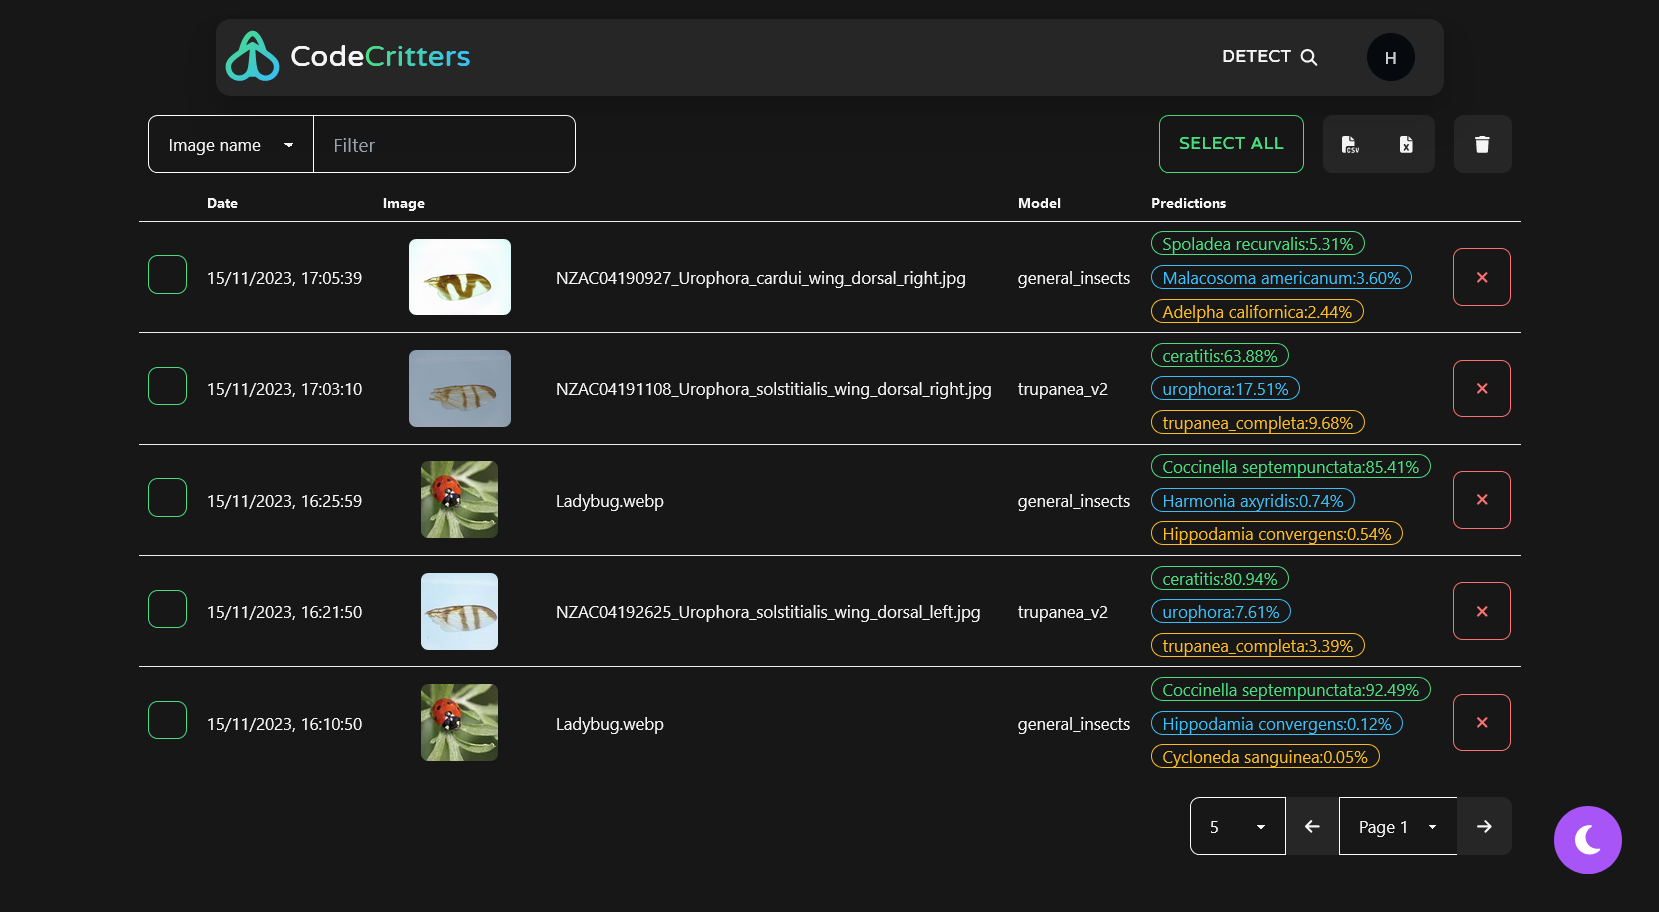 CodeCritters
DETECT
H
Image name
Filter
SELECT ALL
CSV
X
Date Image Model Predictions
15/11/2023, 17:05:39 NZAC04190927_Urophora_cardui_wing_dorsal_right.jpg general_insects
Spoladea recurvalis:5.31%
Malacosoma americanum:3.60%
Adelpha californica:2.44%
15/11/2023, 17:03:10 NZAC04191108_Urophora_solstitialis_wing_dorsal_right.jpg trupanea_v2
ceratitis:63.88%
urophora:17.51%
trupanea_completa:9.68%
15/11/2023, 16:25:59 Ladybug.webp general_insects
Coccinella septempunctata:85.41%
Harmonia axyridis:0.74%
Hippodamia convergens:0.54%
15/11/2023, 16:21:50 NZAC04192625_Urophora_solstitialis_wing_dorsal_left.jpg trupanea_v2
ceratitis:80.94%
urophora:7.61%
trupanea_completa:3.39%
15/11/2023, 16:10:50 Ladybug.webp general_insects
Coccinella septempunctata:92.49%
Hippodamia convergens:0.12%
Cycloneda sanguinea:0.05%
5
Page 1